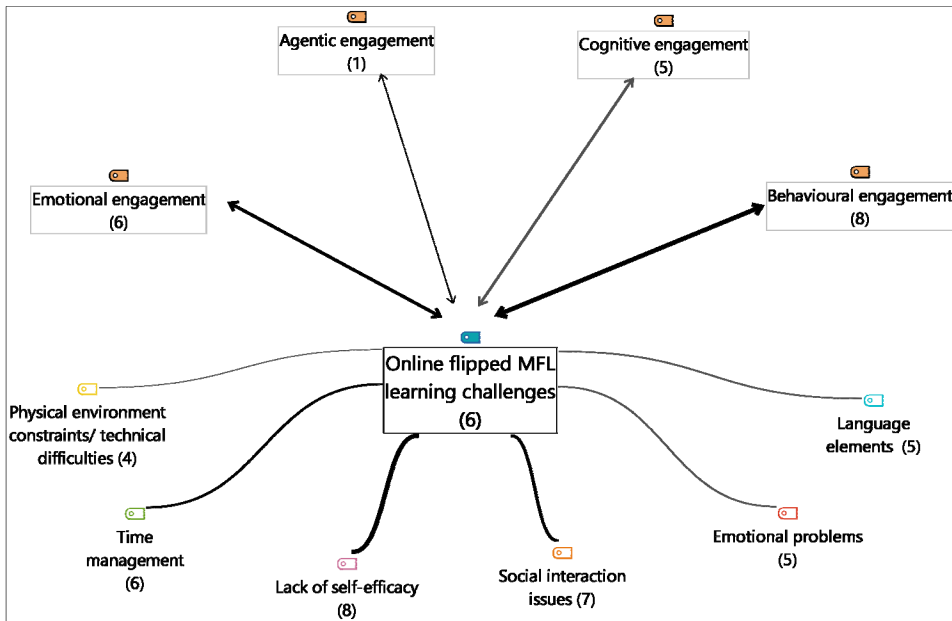 Agentic engagement
(1)
Cognitive engagement
(5)
Emotional engagement
(6)
Behavioural engagement
(8)
Online flipped MFL
learning challenges
(6)
Physical environment
constraints/ technical
difficulties (4)
Language
elements (5)
Time
management
(6)
Lack of self-efficacy
(8)
Social interaction
issues (7)
Emotional problems
(5)